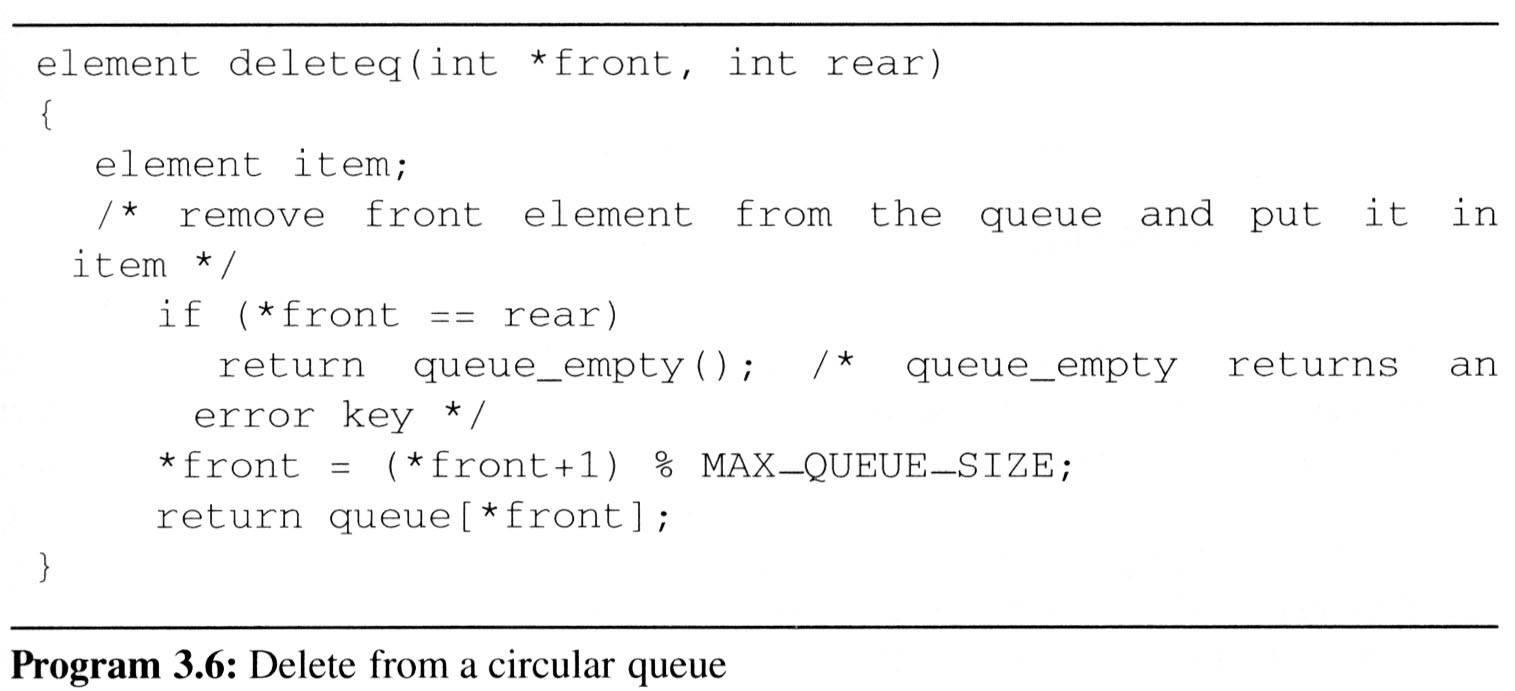 element deleteq(int *front, int rear)
{
element item;
/* remove front element from the queue and put it in
item */
if (*front == rear)
return queue_empty(); /* queue_empty returns an
error key */
*front = (*front+1) % MAX_QUEUE_SIZE;
return queue[*front];
}
Program 3.6: Delete from a circular queue